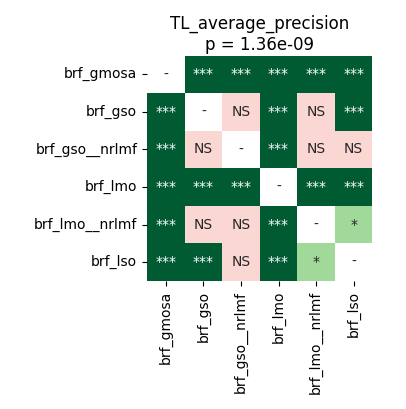 TL_average_precision
p = 1.36e-09
brf_gmosa - *** *** *** *** ***
brf_gso *** - NS *** NS ***
brf_gso__nrlmf *** NS - *** NS NS
brf_lmo *** *** *** - *** ***
brf_lmo__nrlmf *** NS NS *** - *
brf_lso *** *** NS *** * -
brf_gmosa
brf_gso
brf_gso__nrlmf
brf_lmo
brf_lmo__nrlmf
brf_lso